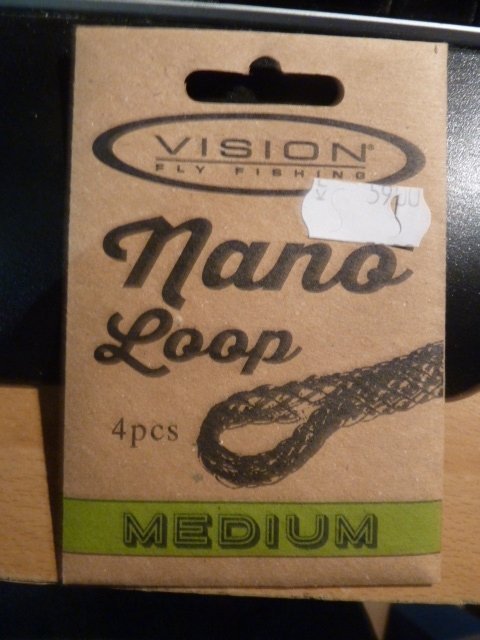 VISION®
FLY FISHING
Nano
Loop
4pcs
MEDIUM